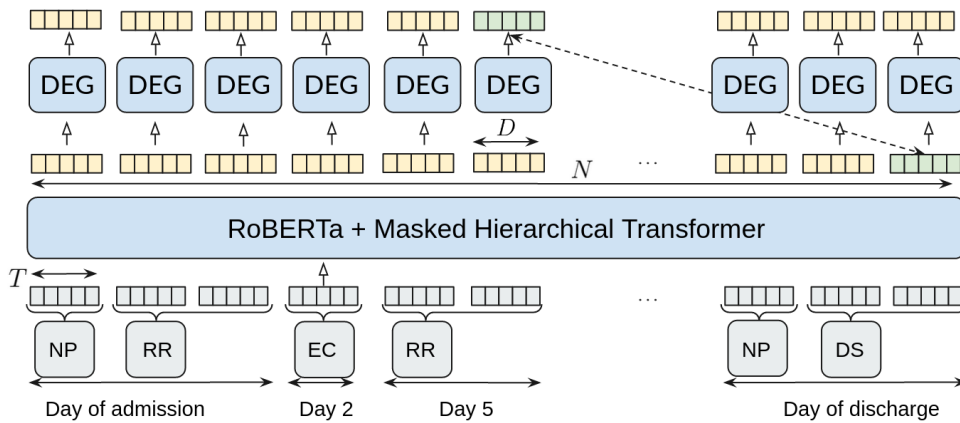 DEG DEG DEG DEG DEG DEG DEG DEG DEG
D
...
N
RoBERTa + Masked Hierarchical Transformer
T
...
NP RR EC RR NP DS
Day of admission Day 2 Day 5 Day of discharge